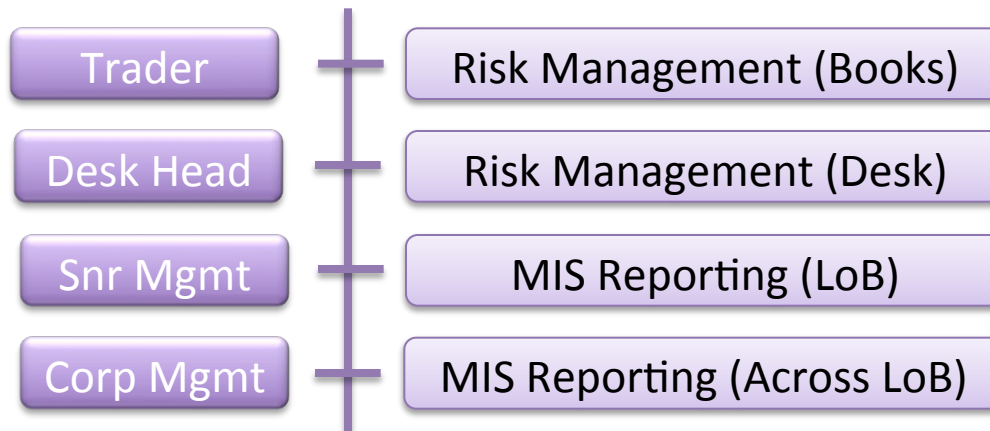 Trader
Risk Management (Books)
Desk Head
Risk Management (Desk)
Snr Mgmt
MIS Reporting (LoB)
Corp Mgmt
MIS Reporting (Across LoB)